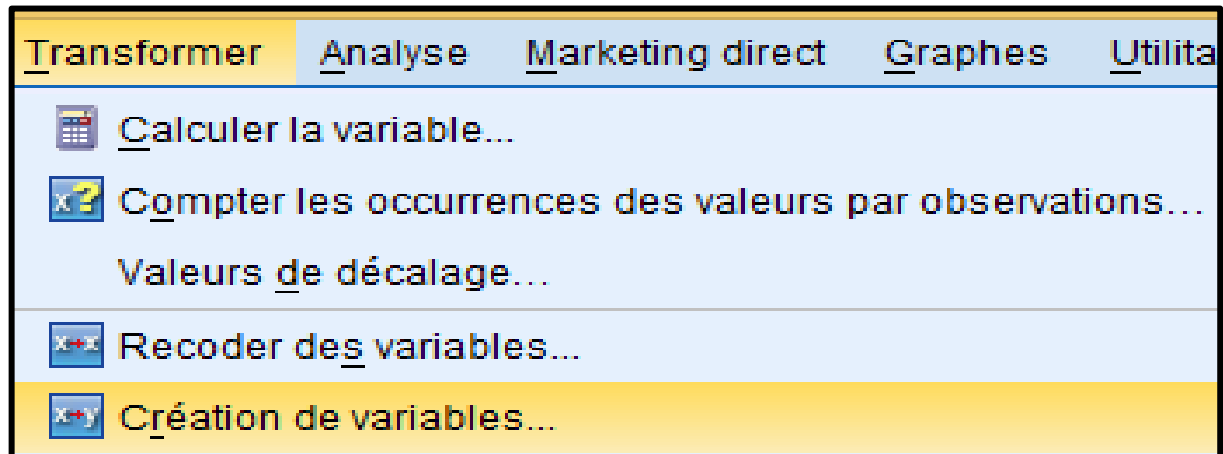 Transformer Analyse Marketing direct Graphes Utilita
Calculer la variable...
x? Compter les occurrences des valeurs par observations...
Valeurs de décalage...
x→x Recoder des variables...
x→y Création de variables...